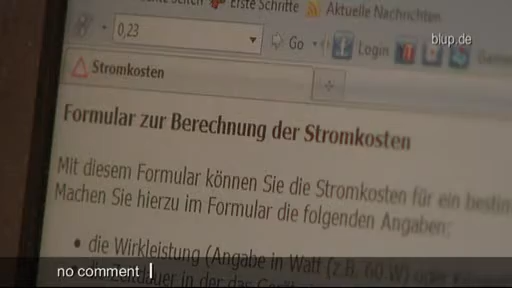 Erste Schritte
Aktuelle Nachrichten
blup.de
0,23
Go
Login
Stromkosten
Formular zur Berechnung der Stromkosten
Mit diesem Formular können Sie die Stromkosten für ein
Machen Sie hierzu im Formular die folgenden Angaben:
• die Wirkleistung (Angabe in Watt (z.B. 60 W)
no comment